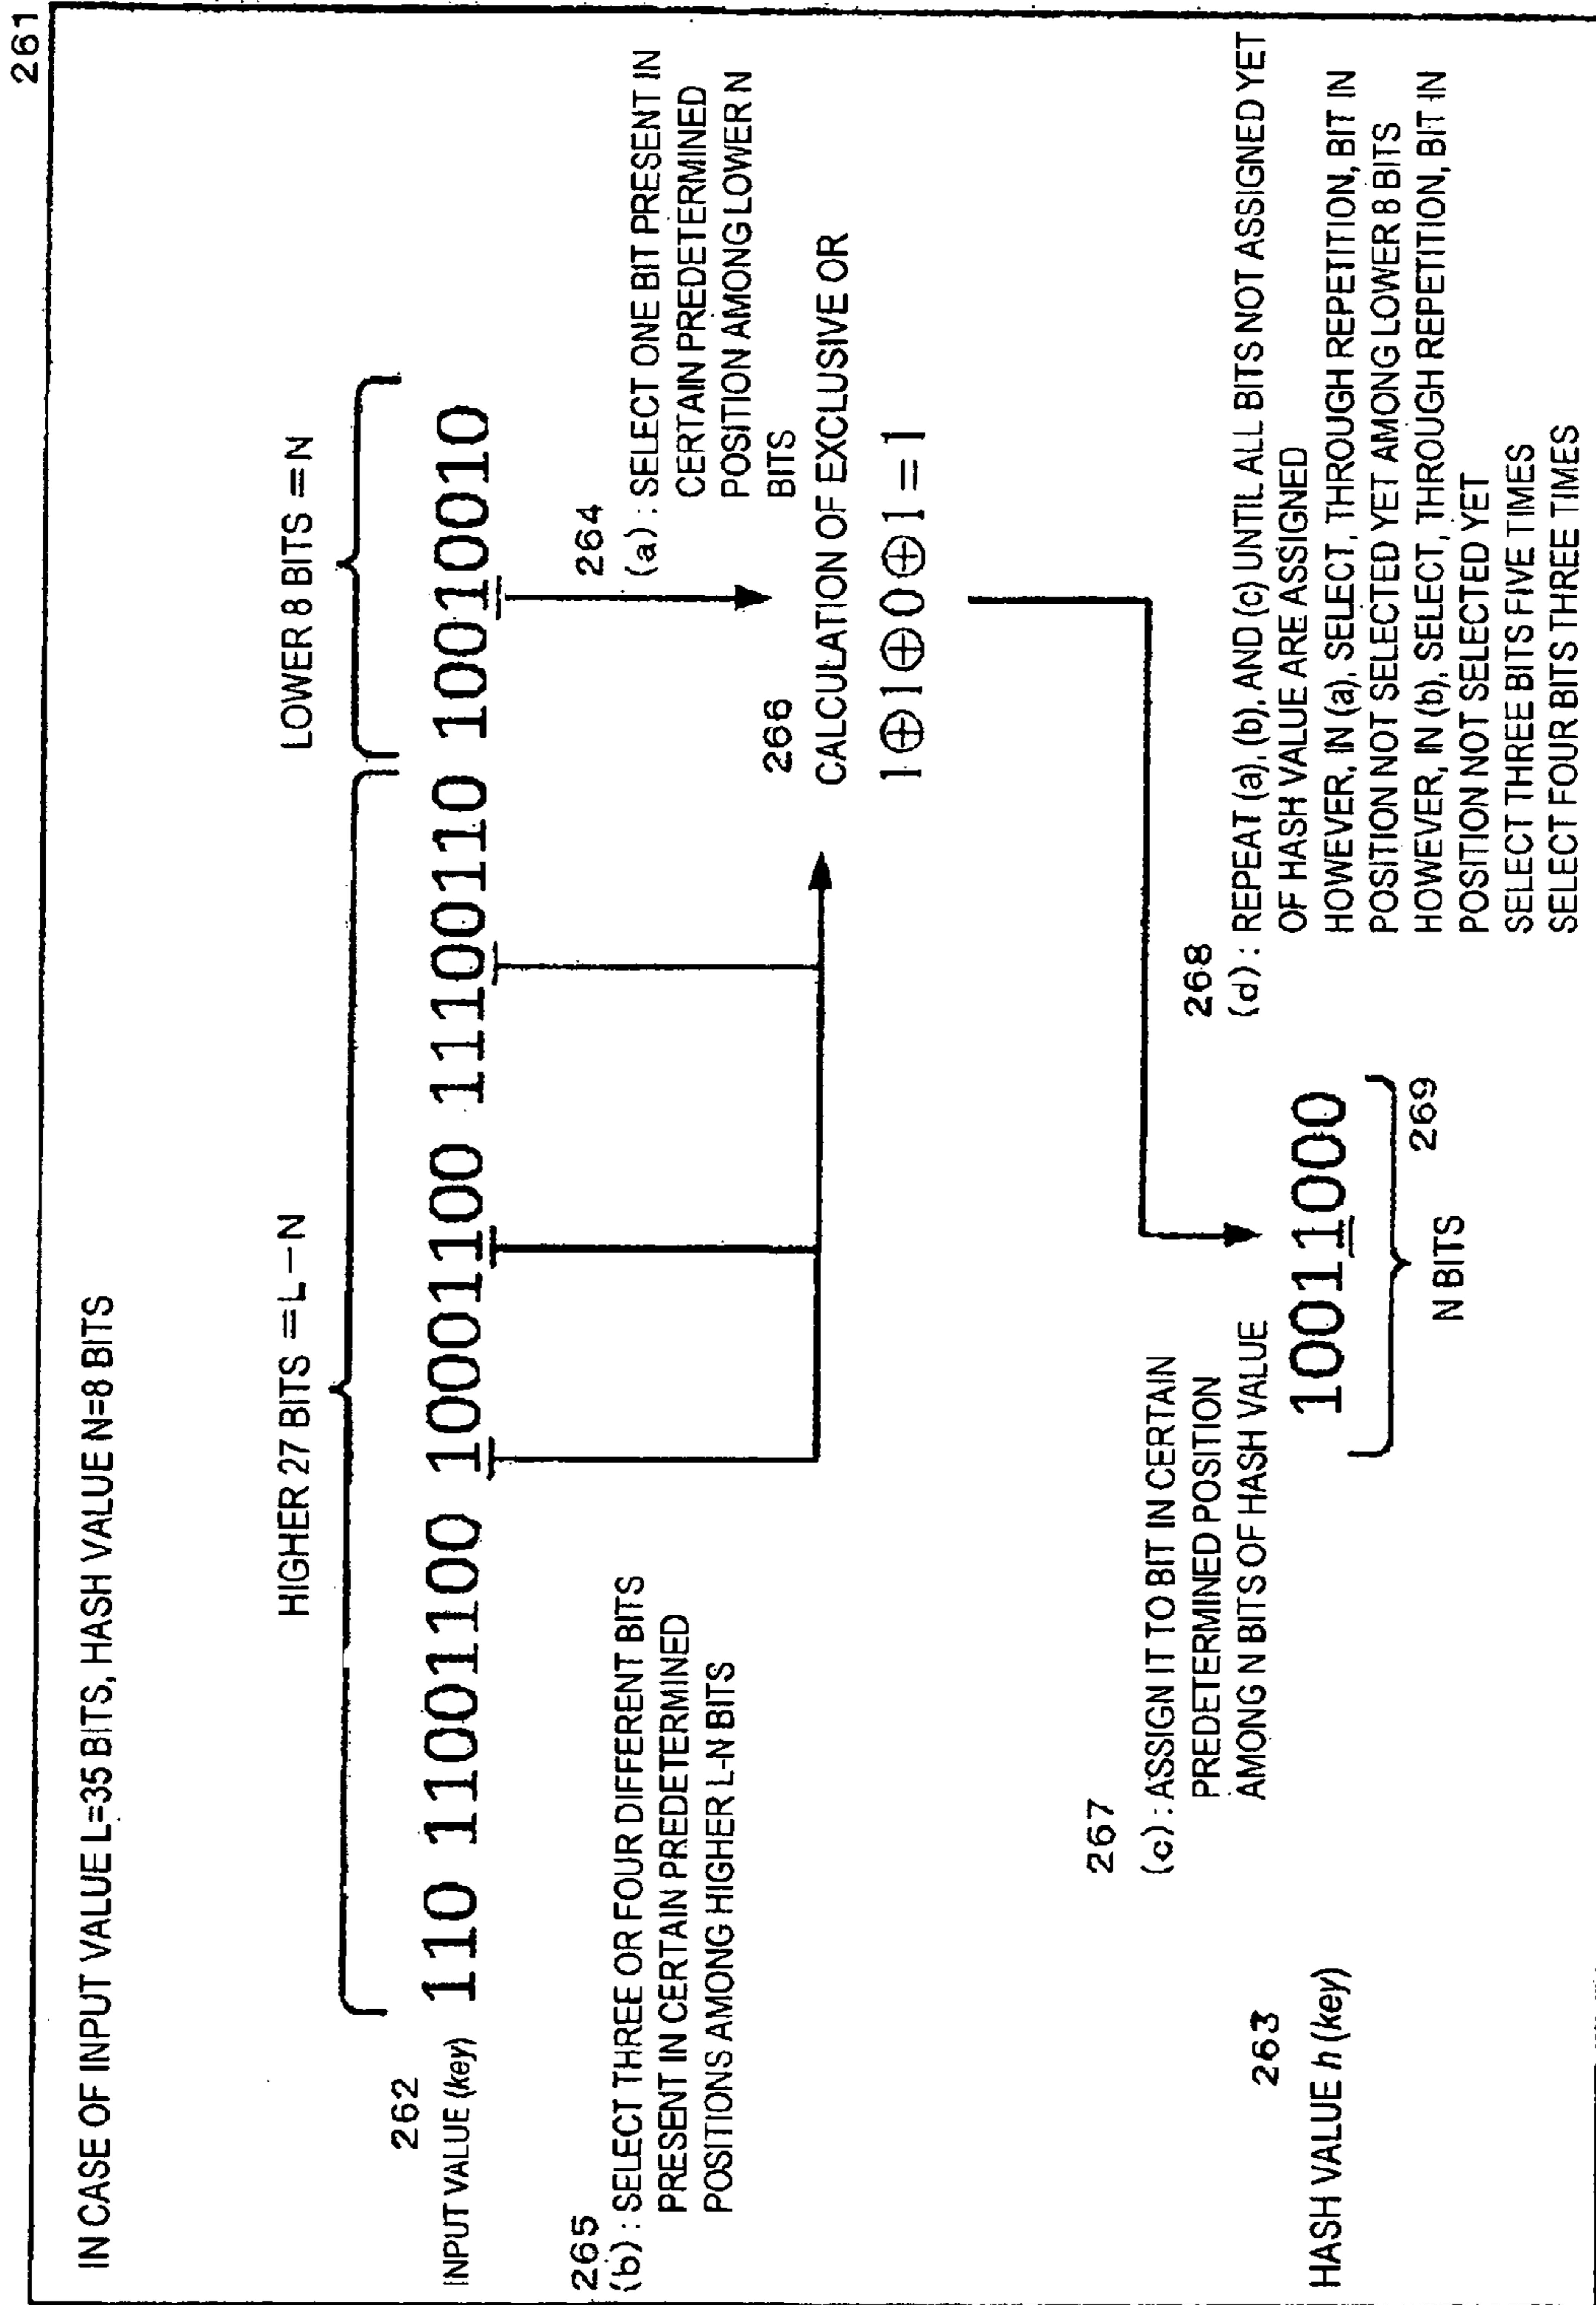 261
IN CASE OF INPUT VALUE L=35 BITS, HASH VALUE N=8 BITS
HIGHER 27 BITS =L-N
LOWER 8 BITS =N
262
INPUT VALUE (key)
110 11001100 10001100 11100110 10010010
264
(a): SELECT ONE BIT PRESENT IN
CERTAIN PREDETERMINED
POSITION AMONG LOWER N
BITS
265
(b): SELECT THREE OR FOUR DIFFERENT BITS
PRESENT IN CERTAIN PREDETERMINED
POSITIONS AMONG HIGHER L-N BITS
266
CALCULATION OF EXCLUSIVE OR
1⊕1⊕0⊕1=1
267
(c): ASSIGN IT TO BIT IN CERTAIN
PREDETERMINED POSITION
AMONG N BITS OF HASH VALUE
263
HASH VALUE h(key)
10011000
N BITS
269
268
(d): REPEAT (a), (b), AND (c) UNTIL ALL BITS NOT ASSIGNED YET
OF HASH VALUE ARE ASSIGNED
HOWEVER, IN (a), SELECT, THROUGH REPETITION, BIT IN
POSITION NOT SELECTED YET AMONG LOWER 8 BITS
HOWEVER, IN (b), SELECT, THROUGH REPETITION, BIT IN
POSITION NOT SELECTED YET
SELECT THREE BITS FIVE TIMES
SELECT FOUR BITS THREE TIMES